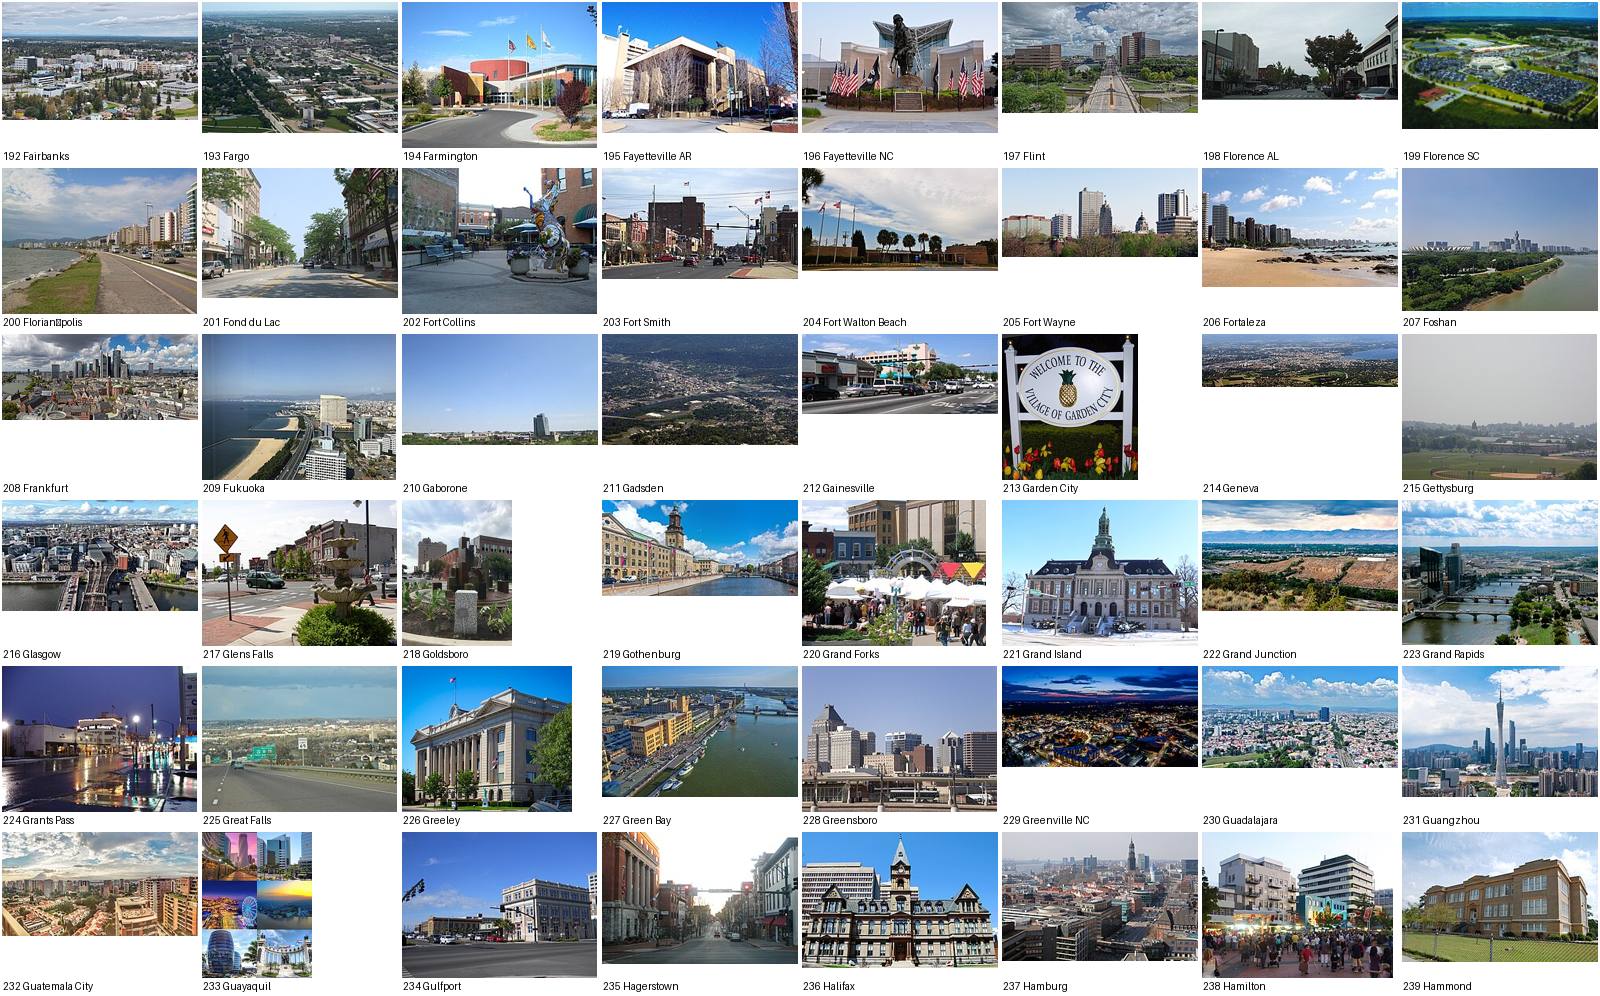 192 Fairbanks
193 Fargo
194 Farmington
195 Fayetteville AR
196 Fayetteville NC
197 Flint
198 Florence AL
199 Florence SC
200 Florian▯polis
201 Fond du Lac
202 Fort Collins
203 Fort Smith
204 Fort Walton Beach
205 Fort Wayne
206 Fortaleza
207 Foshan
WELCOME TO THE
VILLAGE OF GARDEN CITY
208 Frankfurt
209 Fukuoka
210 Gaborone
211 Gadsden
212 Gainesville
213 Garden City
214 Geneva
215 Gettysburg
216 Glasgow
217 Glens Falls
218 Goldsboro
219 Gothenburg
220 Grand Forks
221 Grand Island
222 Grand Junction
223 Grand Rapids
224 Grants Pass
225 Great Falls
226 Greeley
227 Green Bay
228 Greensboro
229 Greenville NC
230 Guadalajara
231 Guangzhou
232 Guatemala City
233 Guayaquil
234 Gulfport
235 Hagerstown
236 Halifax
237 Hamburg
238 Hamilton
239 Hammond